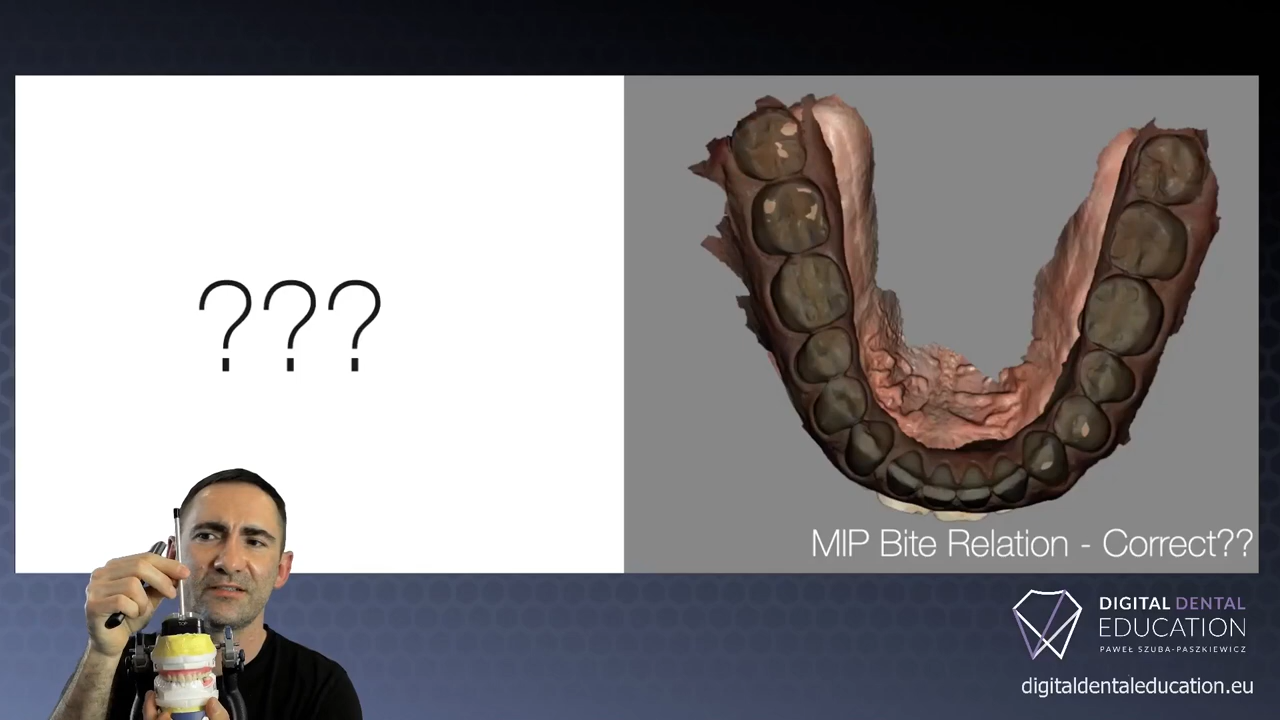 ???
MIP Bite Relation - Correct??
DIGITAL DENTAL
EDUCATION
PAWEŁ SZUBA-PASZKIEWICZ
digitaldentaleducation.eu